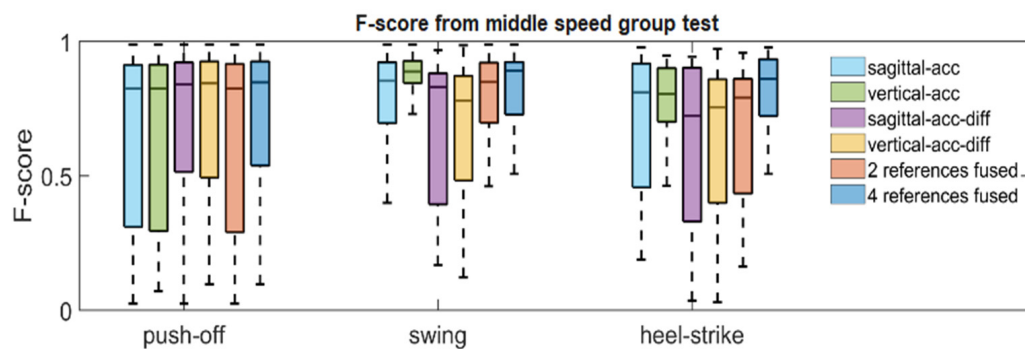 F-score from middle speed group test
F-score
1
0.5
0
push-off
swing
heel-strike
sagittal-acc
vertical-acc
sagittal-acc-diff
vertical-acc-diff
2 references fused
4 references fused